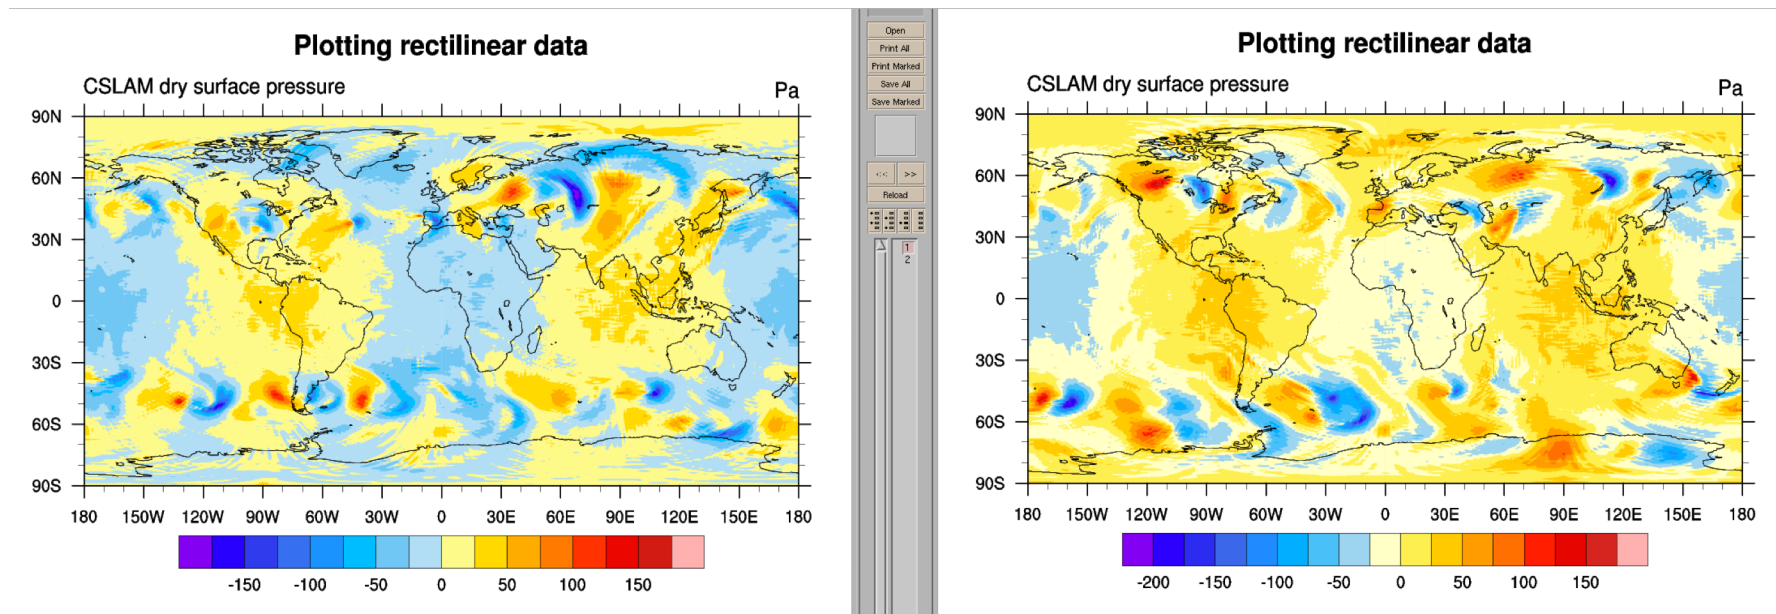 Plotting rectilinear data
CSLAM dry surface pressure
Pa
90N
60N
30N
0
30S
60S
90S
180 150W 120W 90W 60W 30W 0 30E 60E 90E 120E 150E 180
-150 -100 -50 0 50 100 150
Open
Print All
Print Marked
Save All
Save Marked
<< >>
Reload
1
2
Plotting rectilinear data
CSLAM dry surface pressure
Pa
90N
60N
30N
0
30S
60S
90S
180 150W 120W 90W 60W 30W 0 30E 60E 90E 120E 150E 180
-200 -150 -100 -50 0 50 100 150